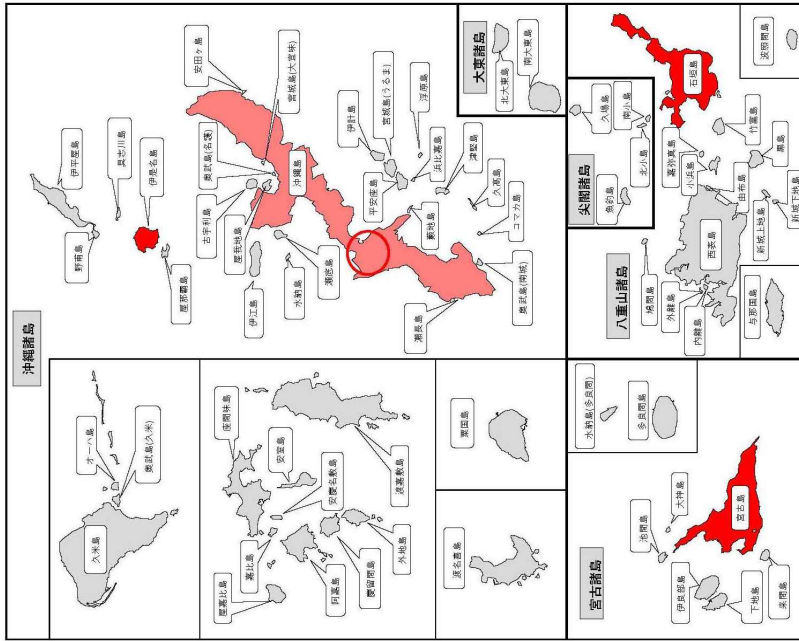 沖縄諸島
久米島
オーハ島
奥武島(久米)
座間味島
安室島
安慶名敷島
嘉比島
屋嘉比島
阿嘉島
慶留間島
外地島
渡嘉敷島
粟国島
渡名喜島
伊平屋島
野甫島
具志川島
伊是名島
屋那覇島
安田ヶ島
宮城島(大宜味)
奥武島(名護)
古宇利島
屋我地島
沖縄島
伊江島
水納島
瀬底島
伊計島
宮城島(うるま)
平安座島
浮原島
浜比嘉島
津堅島
藪地島
久高島
コマカ島
奥武島(南城)
瀬長島
大東諸島
北大東島
南大東島
宮古諸島
池間島
大神島
宮古島
伊良部島
下地島
来間島
水納島(多良間)
多良間島
八重山諸島
鳩間島
外離島
内離島
西表島
由布島
小浜島
嘉弥真島
竹富島
黒島
新城上地島
新城下地島
石垣島
与那国島
波照間島
尖閣諸島
魚釣島
北小島
南小島
久場島